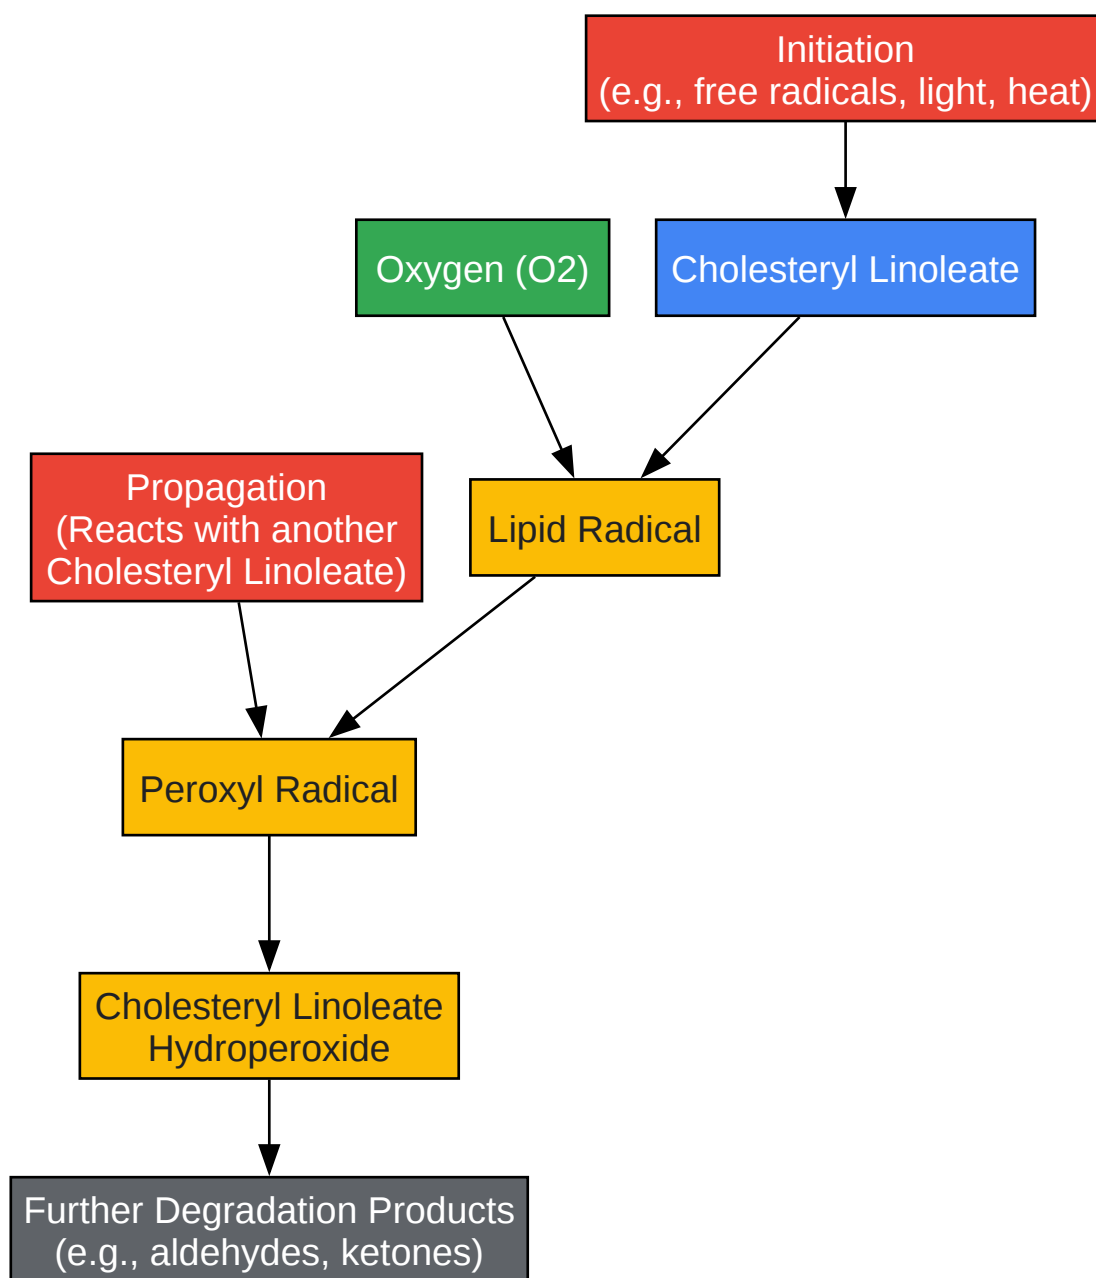 Initiation
(e.g., free radicals, light, heat)
Oxygen (O2)
Cholesteryl Linoleate
Propagation
(Reacts with another
Cholesteryl Linoleate)
Lipid Radical
Peroxyl Radical
Cholesteryl Linoleate
Hydroperoxide
Further Degradation Products
(e.g., aldehydes, ketones)